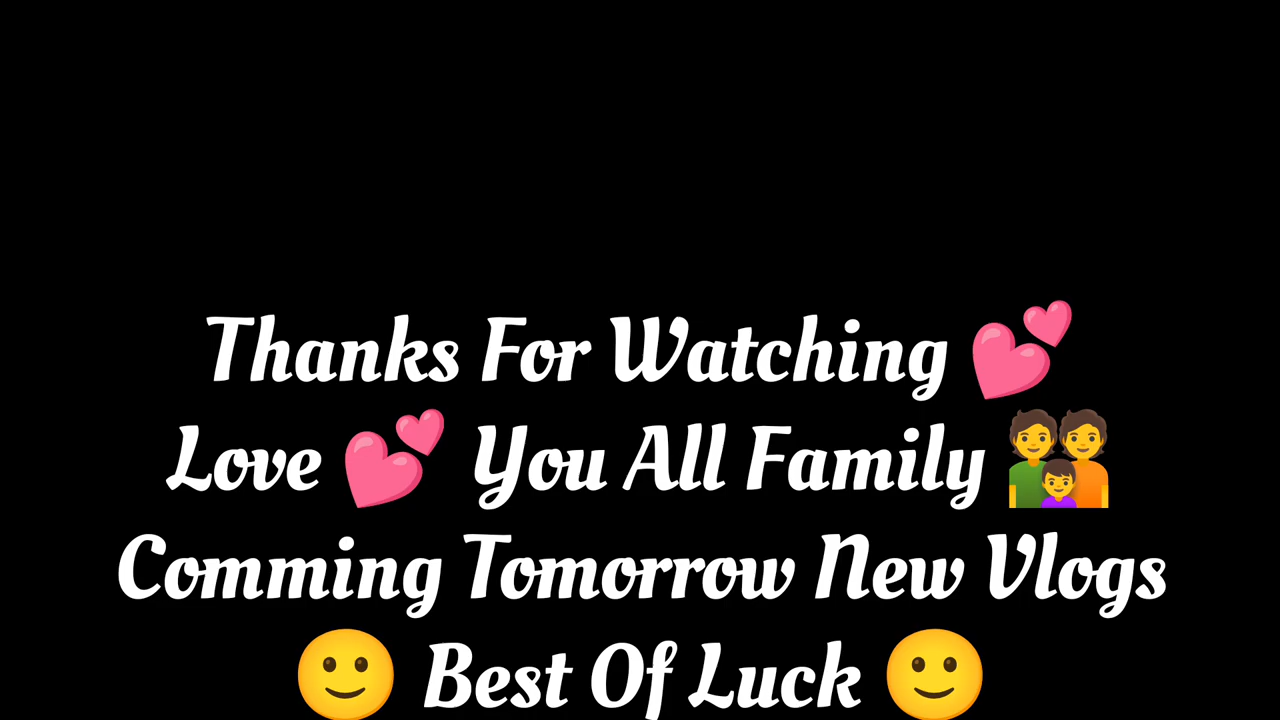 Thanks For Watching 💕
Love 💕 You All Family 👪
Comming Tomorrow New Vlogs
🙂 Best Of Luck 🙂